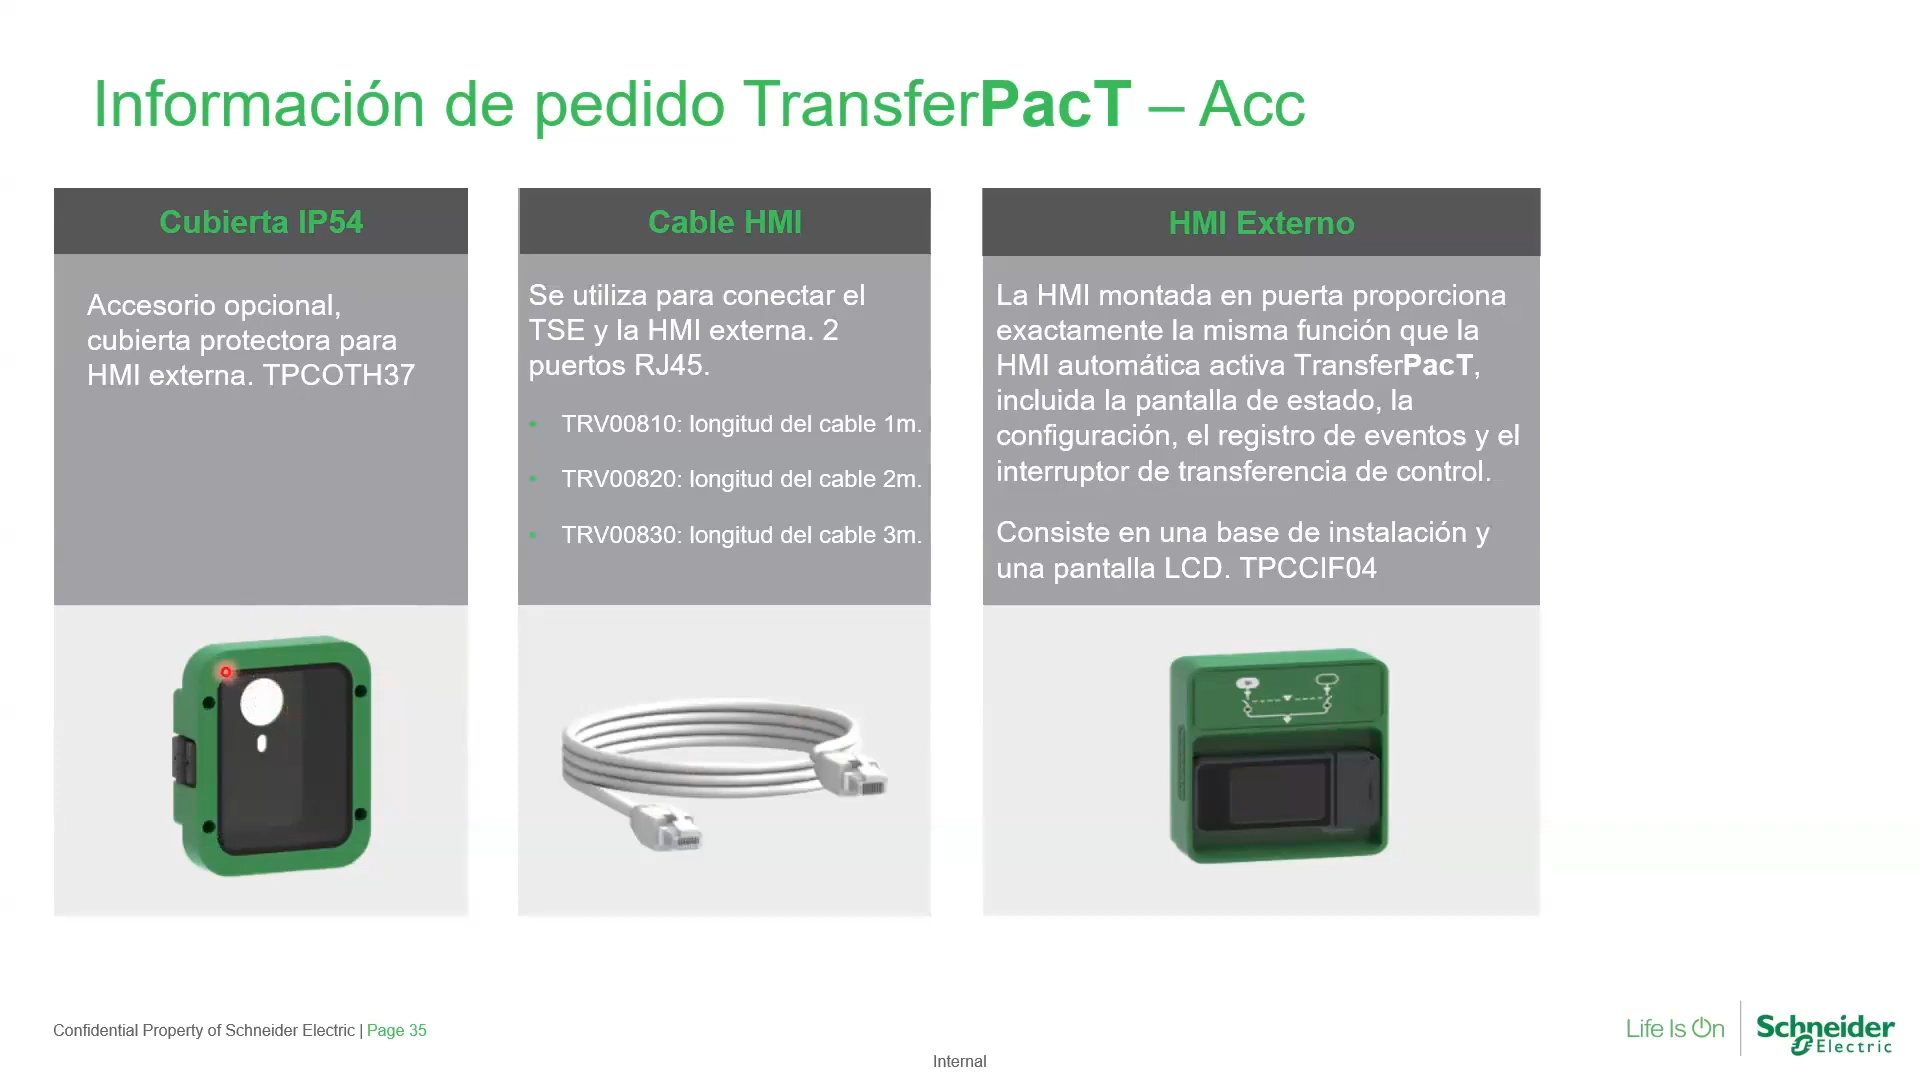 Información de pedido TransferPacT – Acc
Cubierta IP54
Accesorio opcional,
cubierta protectora para
HMI externa. TPCOTH37
Cable HMI
Se utiliza para conectar el
TSE y la HMI externa. 2
puertos RJ45.
• TRV00810: longitud del cable 1m.
• TRV00820: longitud del cable 2m.
• TRV00830: longitud del cable 3m.
HMI Externo
La HMI montada en puerta proporciona
exactamente la misma función que la
HMI automática activa TransferPacT,
incluida la pantalla de estado, la
configuración, el registro de eventos y el
interruptor de transferencia de control.
Consiste en una base de instalación y
una pantalla LCD. TPCCIF04
Confidential Property of Schneider Electric | Page 35
Internal
Life Is On
Schneider
Electric